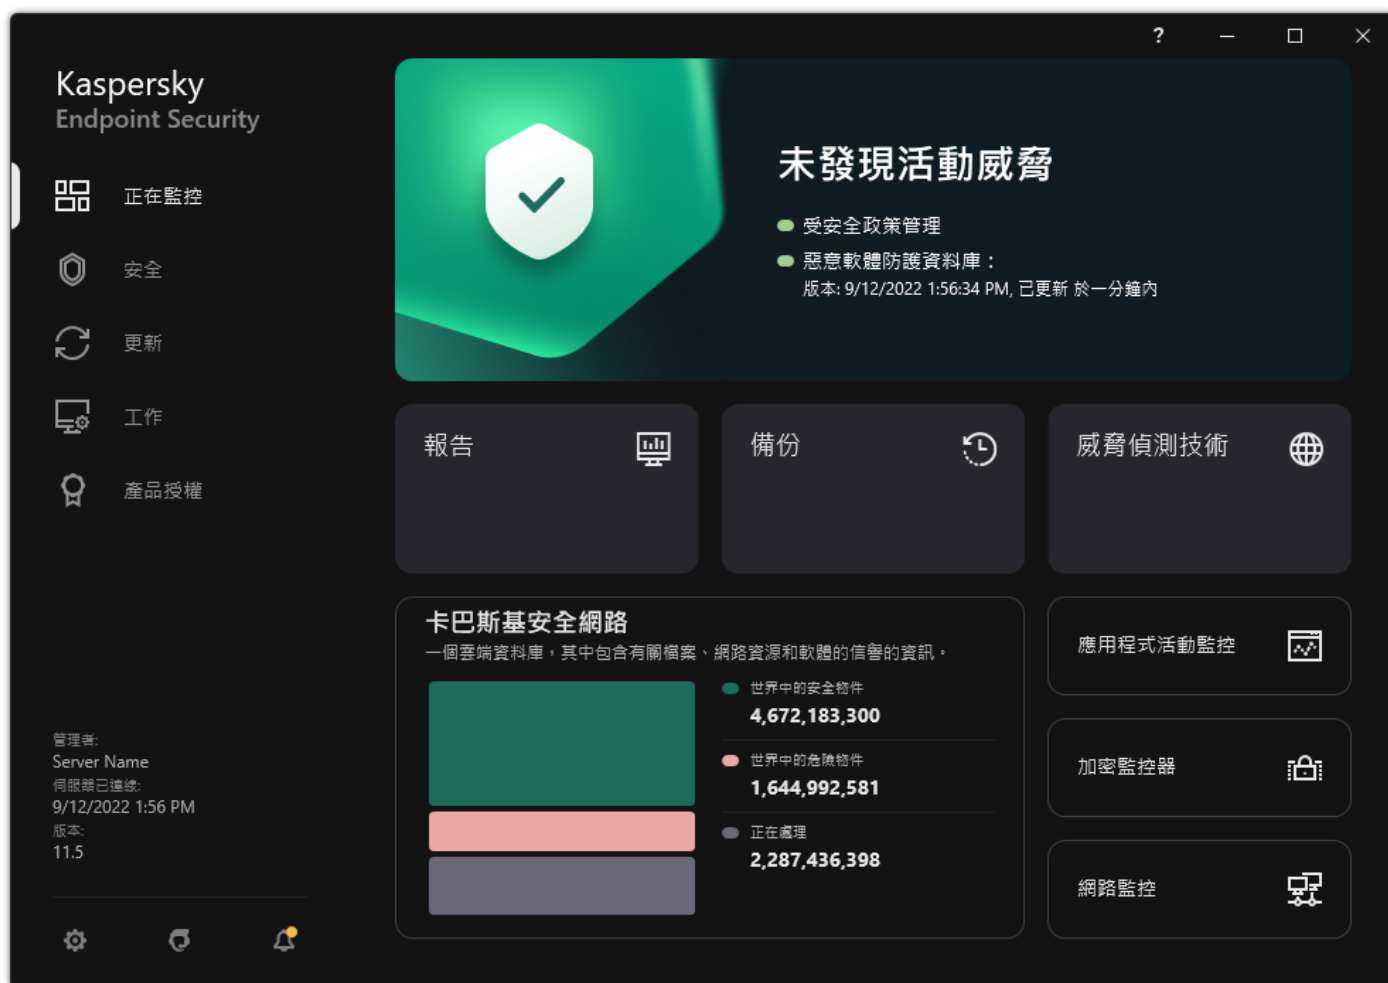 ?
Kaspersky
Endpoint Security
正在監控
安全
更新
工作
產品授權
管理者:
Server Name
伺服器已連線:
9/12/2022 1:56 PM
版本:
11.5
未發現活動威脅
受安全政策管理
惡意軟體防護資料庫：
版本: 9/12/2022 1:56:34 PM, 已更新 於一分鐘內
報告
備份
威脅偵測技術
卡巴斯基安全網路
一個雲端資料庫，其中包含有關檔案、網路資源和軟體的信譽的資訊。
世界中的安全物件
4,672,183,300
世界中的危險物件
1,644,992,581
正在處理
2,287,436,398
應用程式活動監控
加密監控器
網路監控